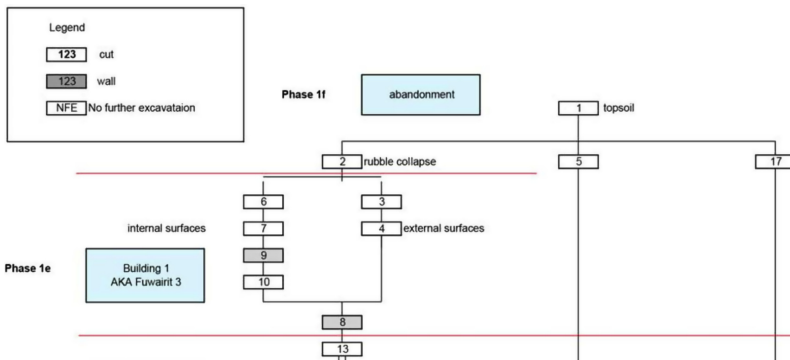 Legend
123 cut
123 wall
NFE No further excavataion
Phase 1f
abandonment
1 topsoil
2 rubble collapse
5
17
6
3
internal surfaces
7
4 external surfaces
9
Phase 1e
Building 1
AKA Fuwairit 3
10
8
13